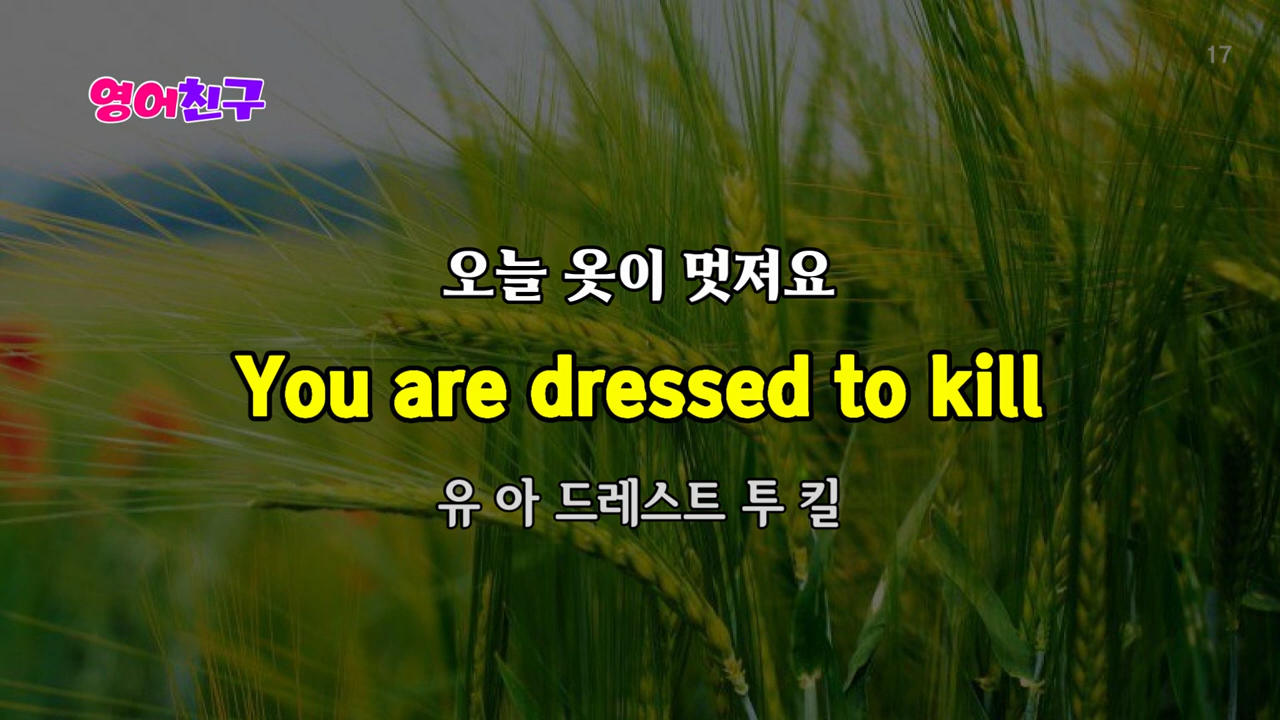 17
영어친구
오늘 옷이 멋져요
You are dressed to kill
유 아 드레스트 투 킬